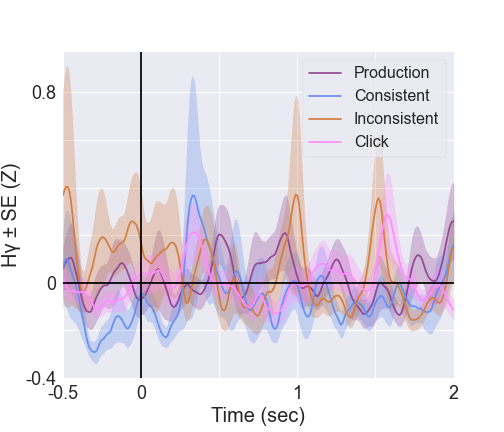 Production
Consistent
Inconsistent
Click
0.8
0
-0.4
Hγ ± SE (Z)
-0.5
0
1
2
Time (sec)